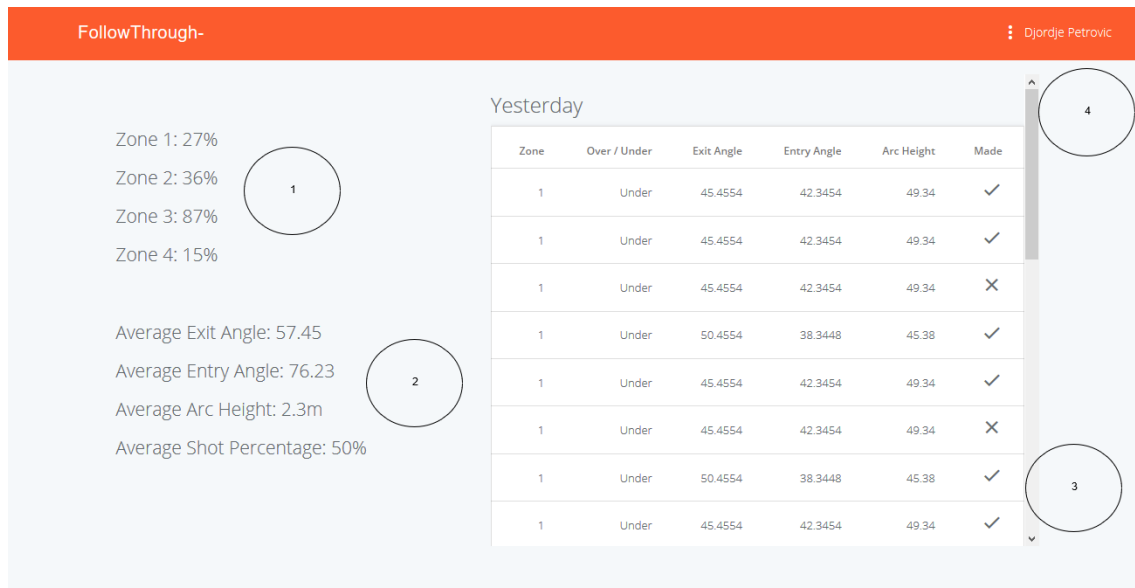 FollowThrough-
Djordje Petrovic
Zone 1: 27%
Zone 2: 36%
Zone 3: 87%
Zone 4: 15%
1
Average Exit Angle: 57.45
Average Entry Angle: 76.23
Average Arc Height: 2.3m
Average Shot Percentage: 50%
2
Yesterday
Zone Over / Under Exit Angle Entry Angle Arc Height Made
1 Under 45.4554 42.3454 49.34 ✓
1 Under 45.4554 42.3454 49.34 ✓
1 Under 45.4554 42.3454 49.34 ✕
1 Under 50.4554 38.3448 45.38 ✓
1 Under 45.4554 42.3454 49.34 ✓
1 Under 45.4554 42.3454 49.34 ✕
1 Under 50.4554 38.3448 45.38 ✓
1 Under 45.4554 42.3454 49.34 ✓
4
3